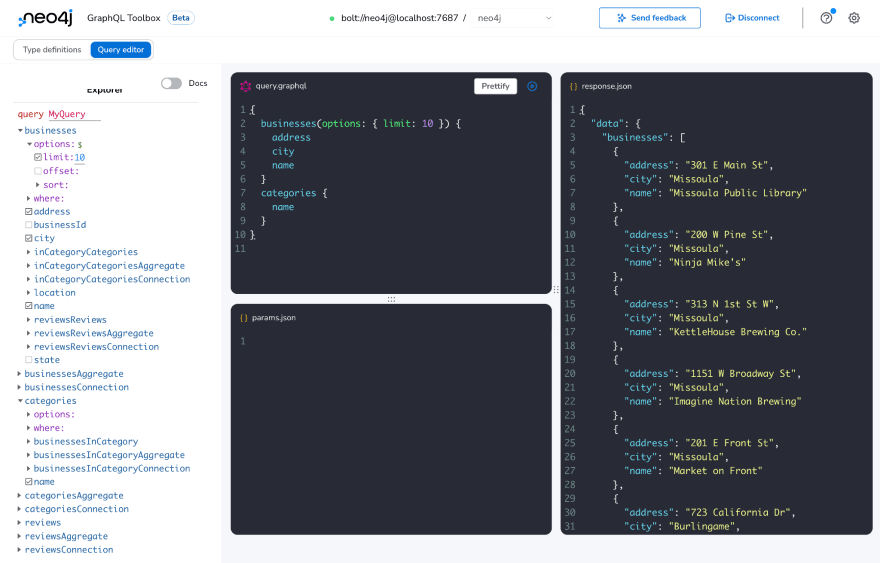 neo4j GraphQL Toolbox Beta
bolt://neo4j@localhost:7687 / neo4j
Send feedback
Disconnect
Type definitions
Query editor
Docs
Explorer
query MyQuery
businesses
options: $
limit: 10
offset:
sort:
where:
address
businessId
city
inCategoryCategories
inCategoryCategoriesAggregate
inCategoryCategoriesConnection
location
name
reviewsReviews
reviewsReviewsAggregate
reviewsReviewsConnection
state
businessesAggregate
businessesConnection
categories
options:
where:
businessesInCategory
businessesInCategoryAggregate
businessesInCategoryConnection
name
categoriesAggregate
categoriesConnection
reviews
reviewsAggregate
reviewsConnection
query.graphql
Prettify
1 {
2 businesses(options: { limit: 10 }) {
3 address
4 city
5 name
6 }
7 categories {
8 name
9 }
10 }
11
{} params.json
1
{} response.json
1 {
2 "data": {
3 "businesses": [
4 {
5 "address": "301 E Main St",
6 "city": "Missoula",
7 "name": "Missoula Public Library"
8 },
9 {
10 "address": "200 W Pine St",
11 "city": "Missoula",
12 "name": "Ninja Mike's"
13 },
14 {
15 "address": "313 N 1st St W",
16 "city": "Missoula",
17 "name": "KettleHouse Brewing Co."
18 },
19 {
20 "address": "1151 W Broadway St",
21 "city": "Missoula",
22 "name": "Imagine Nation Brewing"
23 },
24 {
25 "address": "201 E Front St",
26 "city": "Missoula",
27 "name": "Market on Front"
28 },
29 {
30 "address": "723 California Dr",
31 "city": "Burlingame",